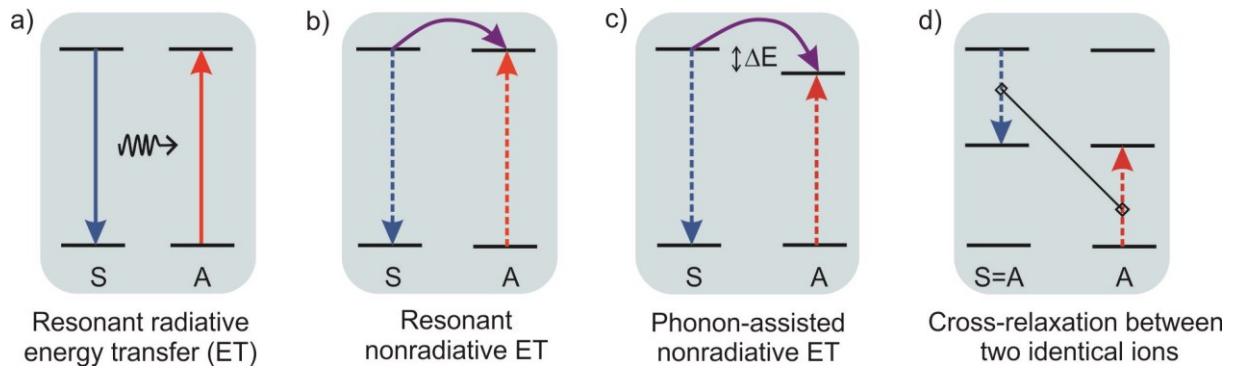 a)
S A
Resonant radiative
energy transfer (ET)
b)
S A
Resonant
nonradiative ET
c)
ΔE
S A
Phonon-assisted
nonradiative ET
d)
S=A A
Cross-relaxation between
two identical ions